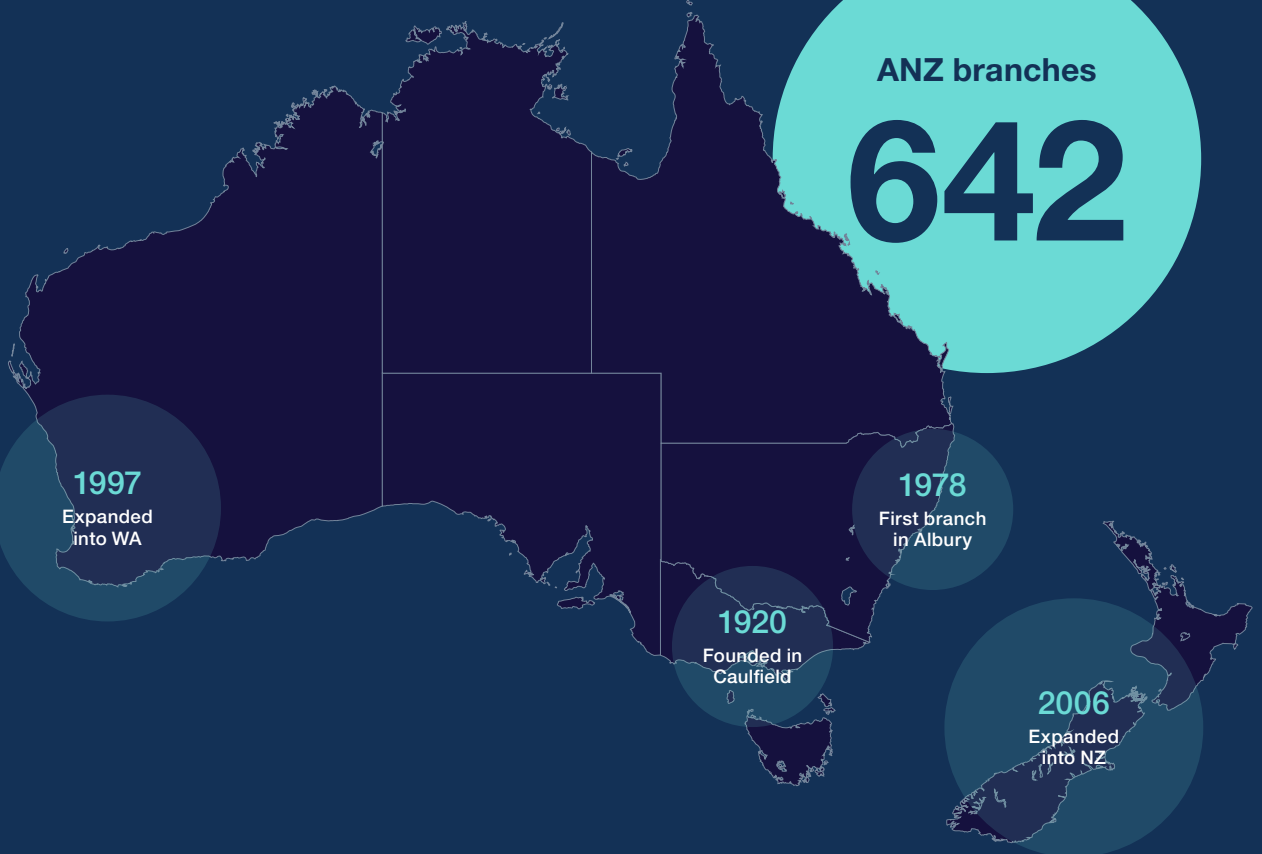 ANZ branches
642
1997
Expanded
into WA
1978
First branch
in Albury
1920
Founded in
Caulfield
2006
Expanded
into NZ